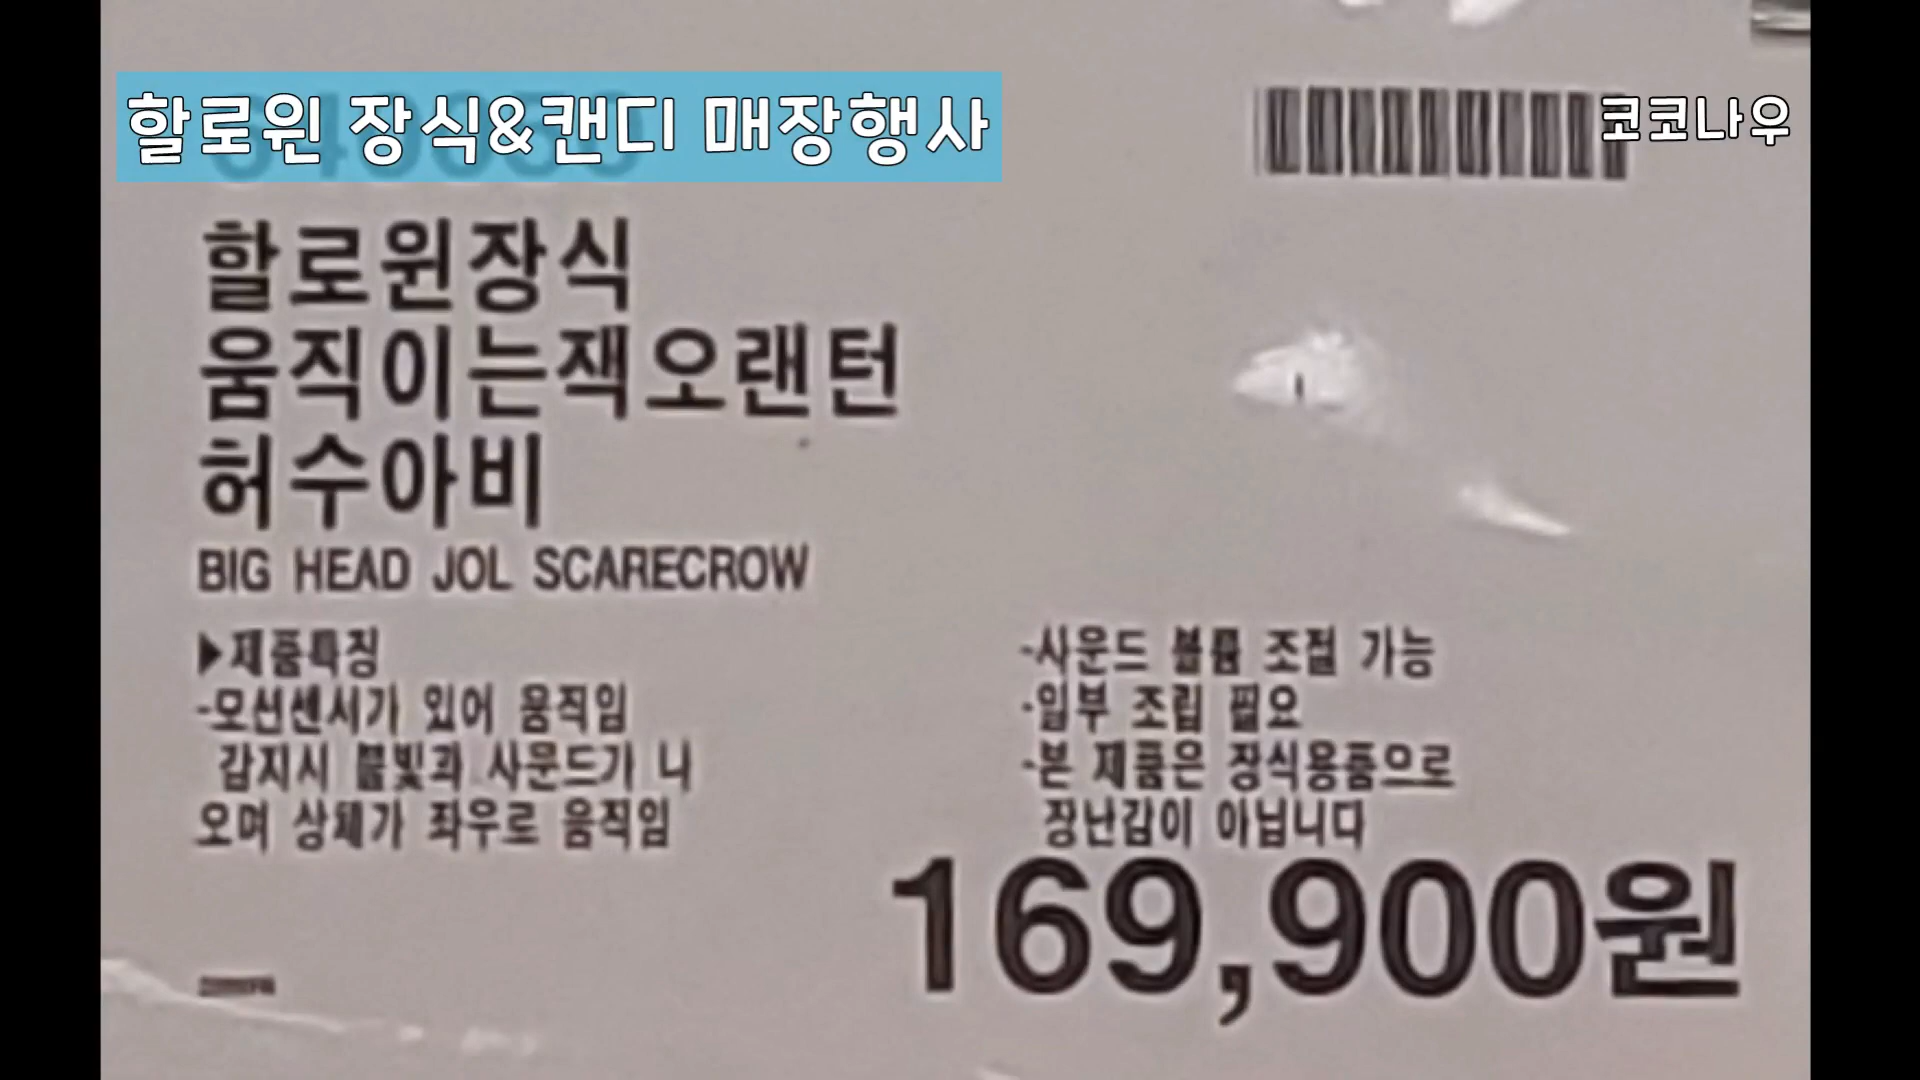 할로윈 장식&캔디 매장행사
코코나우
할로윈장식
움직이는잭오랜턴
허수아비
BIG HEAD JOL SCARECROW
▶제품특징
-모션센서가 있어 움직임
감지시 불빛과 사운드가 나
오며 상체가 좌우로 움직임
-사운드 볼륨 조절 가능
-일부 조립 필요
-본 제품은 장식용품으로
장난감이 아닙니다
169,900원